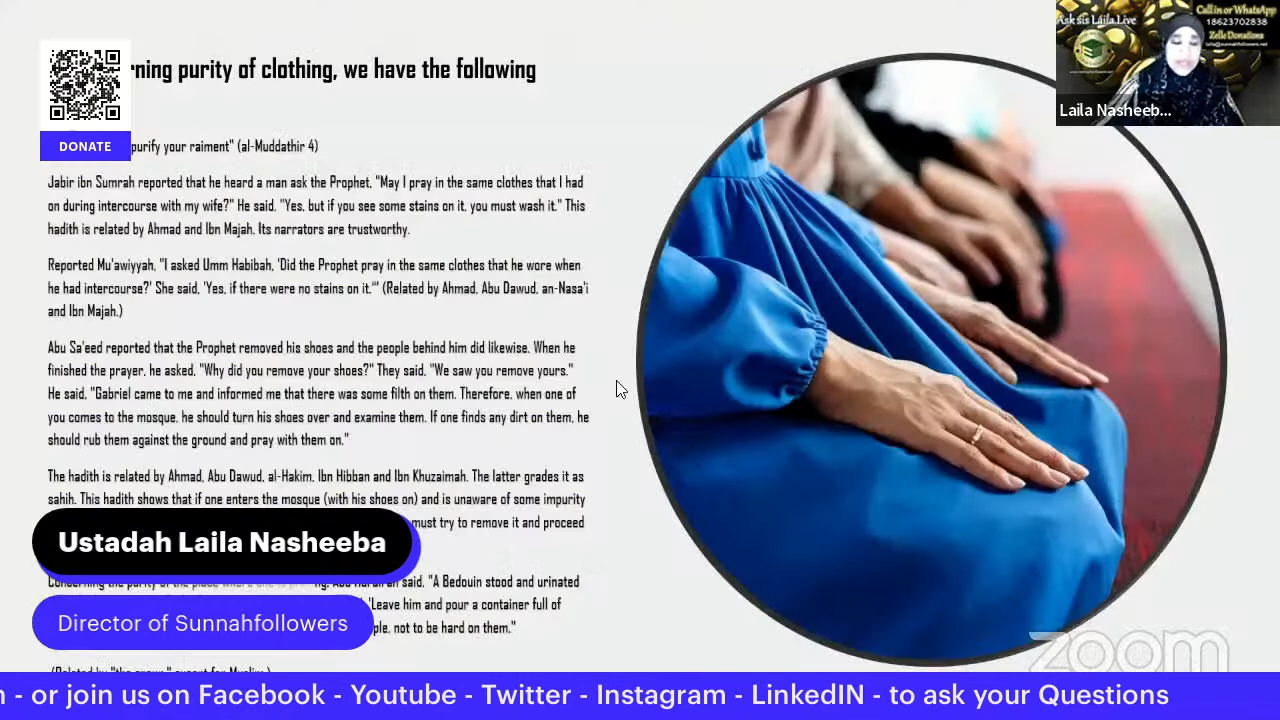 rning purity of clothing, we have the following
DONATE
purify your raiment" (al-Muddathir 4)
Jabir ibn Sumrah reported that he heard a man ask the Prophet, "May I pray in the same clothes that I had
on during intercourse with my wife?" He said, "Yes, but if you see some stains on it, you must wash it." This
hadith is related by Ahmad and Ibn Majah. Its narrators are trustworthy.
Reported Mu'awiyyah, "I asked Umm Habibah, 'Did the Prophet pray in the same clothes that he wore when
he had intercourse?' She said, 'Yes, if there were no stains on it.'" (Related by Ahmad, Abu Dawud, an-Nasa'i
and Ibn Majah.)
Abu Sa'eed reported that the Prophet removed his shoes and the people behind him did likewise. When he
finished the prayer, he asked, "Why did you remove your shoes?" They said, "We saw you remove yours."
He said, "Gabriel came to me and informed me that there was some filth on them. Therefore, when one of
you comes to the mosque, he should turn his shoes over and examine them. If one finds any dirt on them, he
should rub them against the ground and pray with them on."
The hadith is related by Ahmad, Abu Dawud, al-Hakim, Ibn Hibban and Ibn Khuzaimah. The latter grades it as
sahih. This hadith shows that if one enters the mosque (with his shoes on) and is unaware of some impurity
must try to remove it and proceed
Ustadah Laila Nasheeba
Concerning the purity of the place where one is said, "A Bedouin stood and urinated
'Leave him and pour a container full of
ple, not to be hard on them."
Director of Sunnahfollowers
(Related by "the group," except for Muslim.)
Ask sis Laila Live
Call in or WhatsApp
18623702838
Zelle Donations
laila@sunnahfollowers.net
Laila Nasheeb...
zoom
- or join us on Facebook - Youtube - Twitter - Instagram - LinkedIN - to ask your Questions